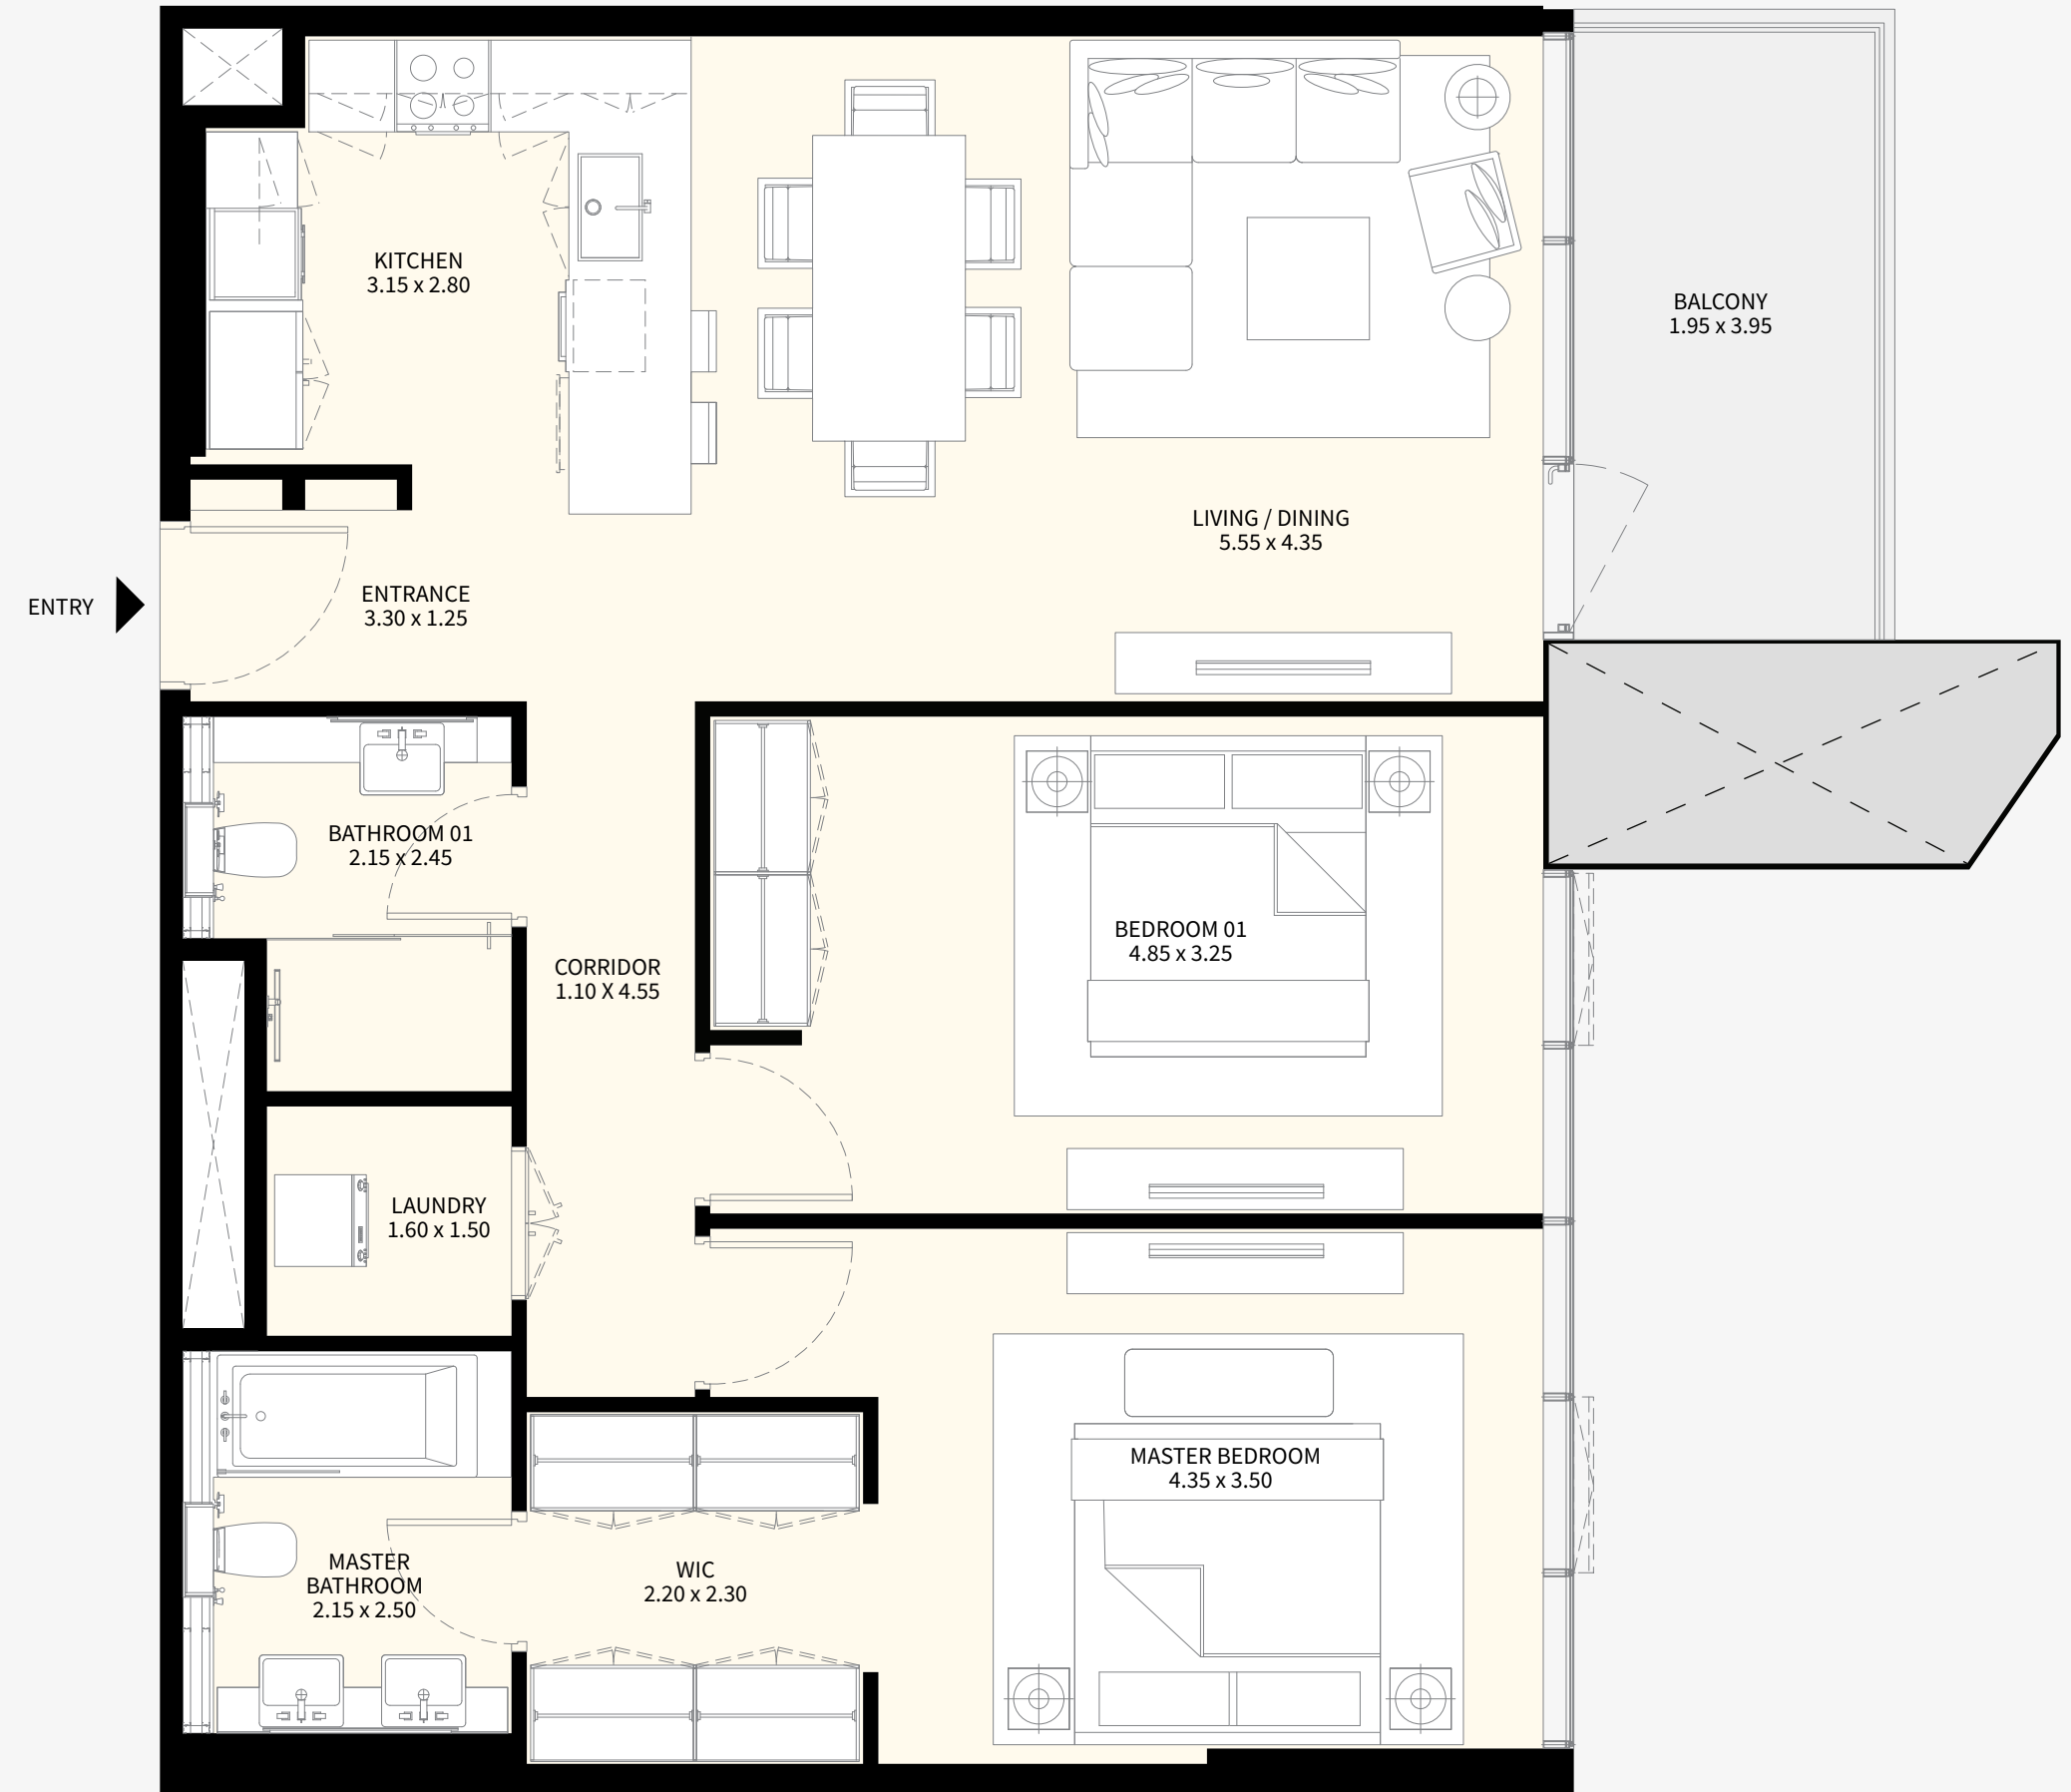 KITCHEN
3.15 x 2.80
BALCONY
1.95 x 3.95
LIVING / DINING
5.55 x 4.35
ENTRY
ENTRANCE
3.30 x 1.25
BATHROOM 01
2.15 x 2.45
BEDROOM 01
4.85 x 3.25
CORRIDOR
1.10 X 4.55
LAUNDRY
1.60 x 1.50
MASTER BEDROOM
4.35 x 3.50
MASTER
BATHROOM
2.15 x 2.50
WIC
2.20 x 2.30